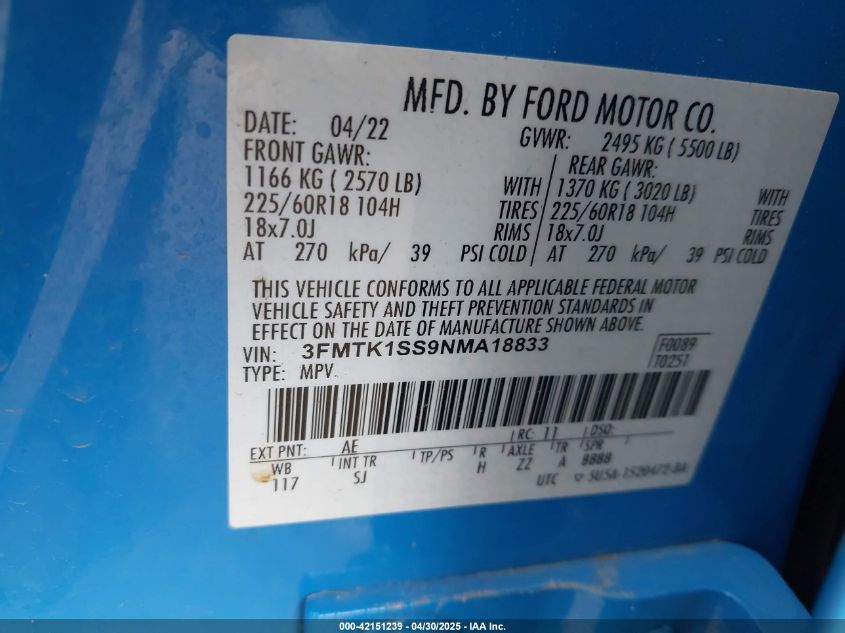 MFD. BY FORD MOTOR CO.
DATE: 04/22 GVWR: 2495 KG ( 5500 LB)
FRONT GAWR: REAR GAWR:
1166 KG ( 2570 LB) WITH 1370 KG ( 3020 LB) WITH
225/60R18 104H TIRES 225/60R18 104H TIRES
18x7.0J RIMS 18x7.0J RIMS
AT 270 kPa/ 39 PSI COLD AT 270 kPa/ 39 PSI COLD
THIS VEHICLE CONFORMS TO ALL APPLICABLE FEDERAL MOTOR
VEHICLE SAFETY AND THEFT PREVENTION STANDARDS IN
EFFECT ON THE DATE OF MANUFACTURE SHOWN ABOVE.
VIN: 3FMTK1SS9NMA18833 F0089
TYPE: MPV T0257
EXT PNT: AE RC: 11 DSO:
WB INT TR TP/PS R AXLE TR SPR
117 SJ H ZZ A 8888
UTC
000-42151239 - 04/30/2025 - IAA Inc.